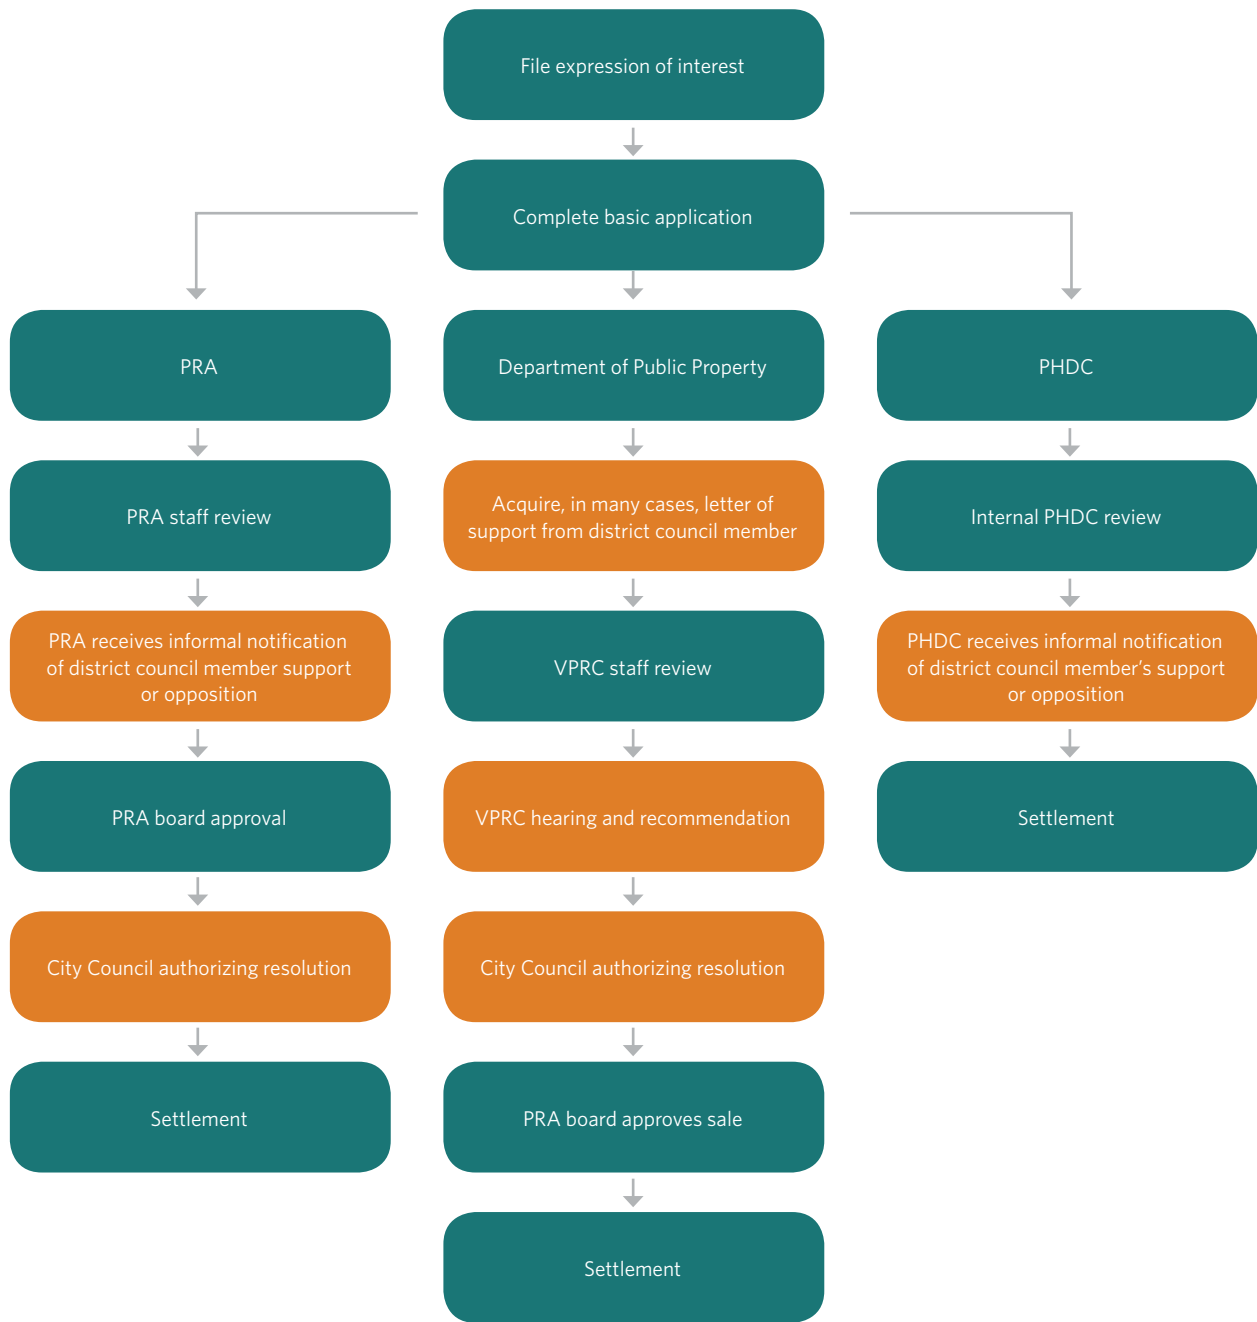 File expression of interest
Complete basic application
PRA
Department of Public Property
PHDC
PRA staff review
Acquire, in many cases, letter of
support from district council member
Internal PHDC review
PRA receives informal notification
of district council member support
or opposition
VPRC staff review
PHDC receives informal notification
of district council member’s support
or opposition
PRA board approval
VPRC hearing and recommendation
Settlement
City Council authorizing resolution
City Council authorizing resolution
Settlement
PRA board approves sale
Settlement